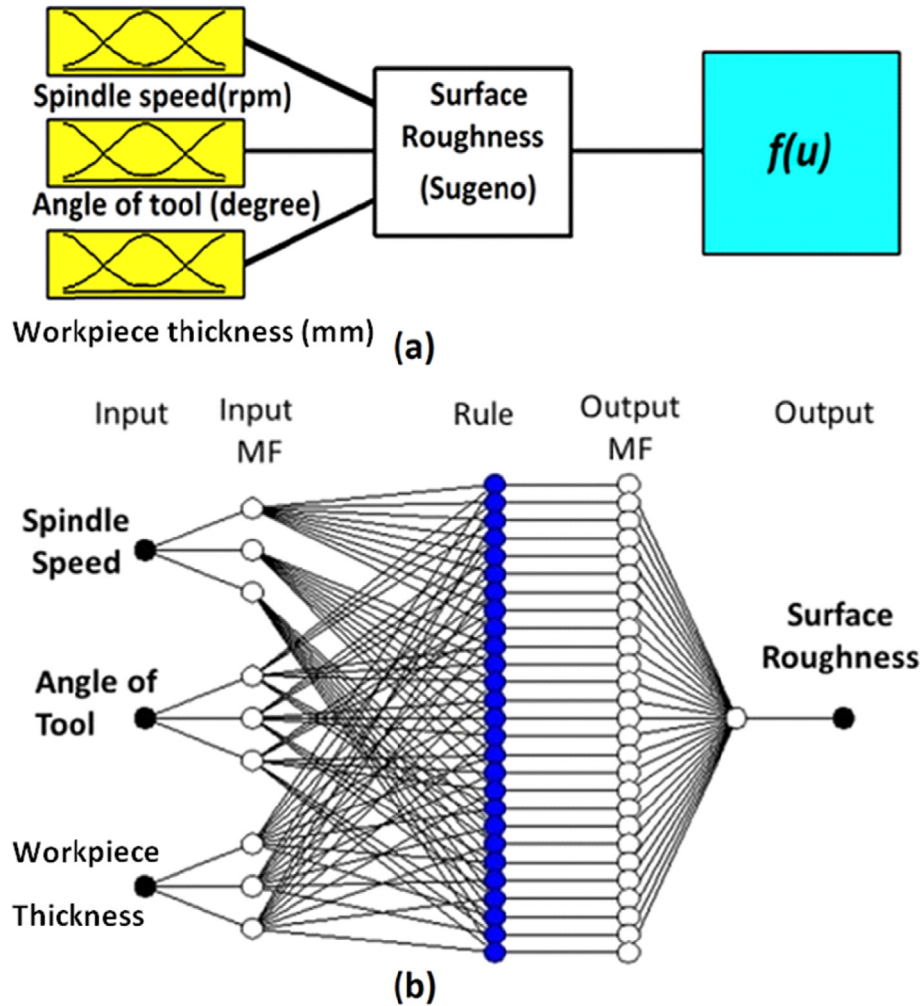 Spindle speed(rpm)
Angle of tool (degree)
Workpiece thickness (mm)
Surface
Roughness
(Sugeno)
f(u)
(a)
Input
Input
MF
Rule
Output
MF
Output
Spindle
Speed
Angle of
Tool
Workpiece
Thickness
Surface
Roughness
(b)